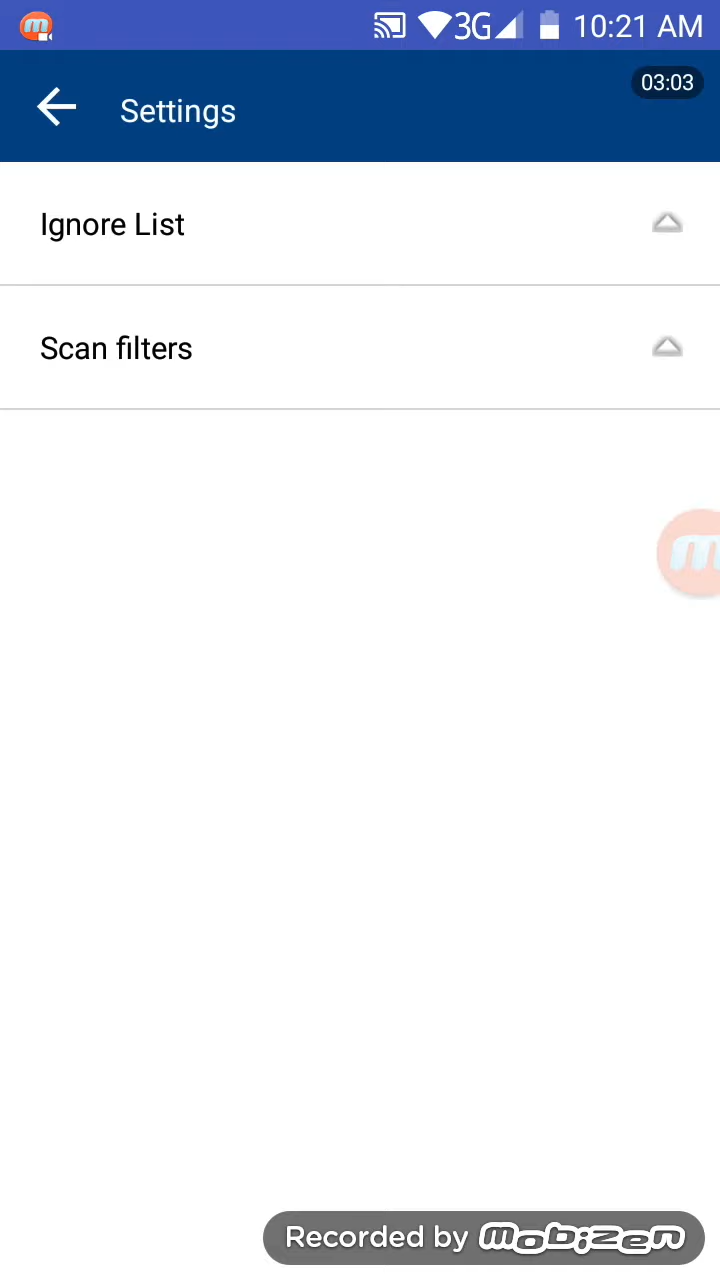 m 3G 10:21 AM
03:03
Settings
Ignore List
Scan filters
m
Recorded by mobizen